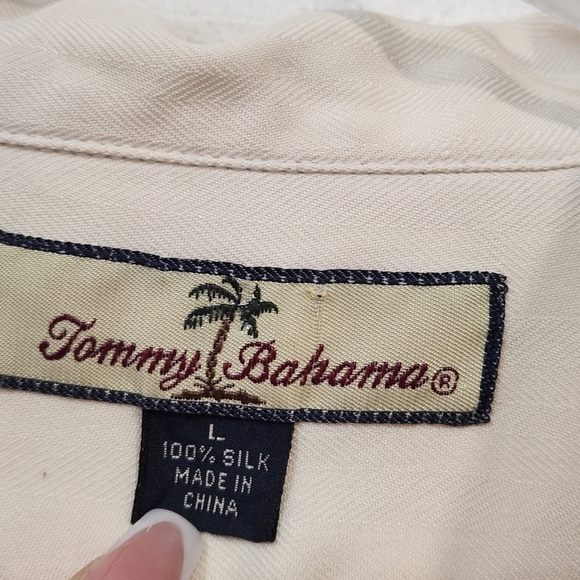 Tommy Bahama®
L
100% SILK
MADE IN
CHINA